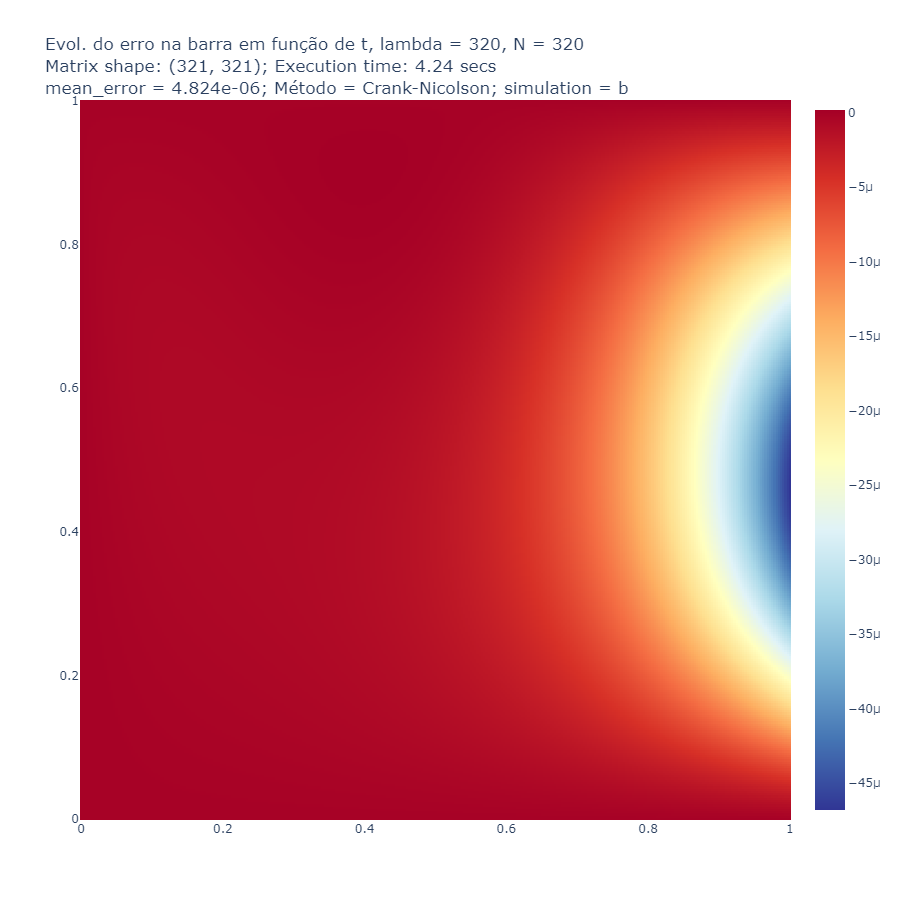 Evol. do erro na barra em função de t, lambda = 320, N = 320
Matrix shape: (321, 321); Execution time: 4.24 secs
mean_error = 4.824e-06; Método = Crank-Nicolson; simulation = b
1
0.8
0.6
0.4
0.2
0
0 0.2 0.4 0.6 0.8 1
0
−5μ
−10μ
−15μ
−20μ
−25μ
−30μ
−35μ
−40μ
−45μ